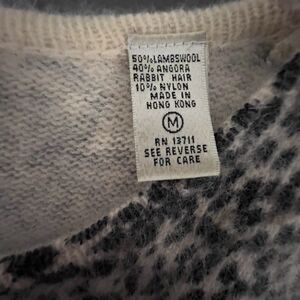 50%LAMBSWOOL
40% ANGORA
RABBIT HAIR
10% NYLON
MADE IN
HONG KONG
M
RN 13711
SEE REVERSE
FOR CARE